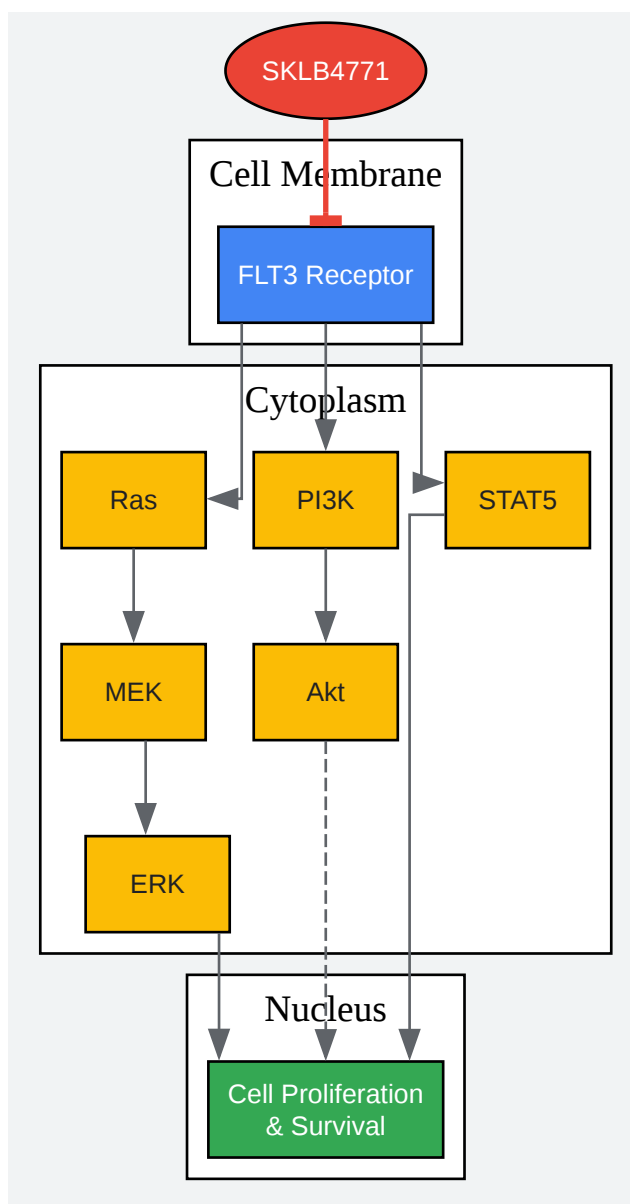 SKLB4771
Cell Membrane
FLT3 Receptor
Cytoplasm
Ras
PI3K
STAT5
MEK
Akt
ERK
Nucleus
Cell Proliferation
& Survival